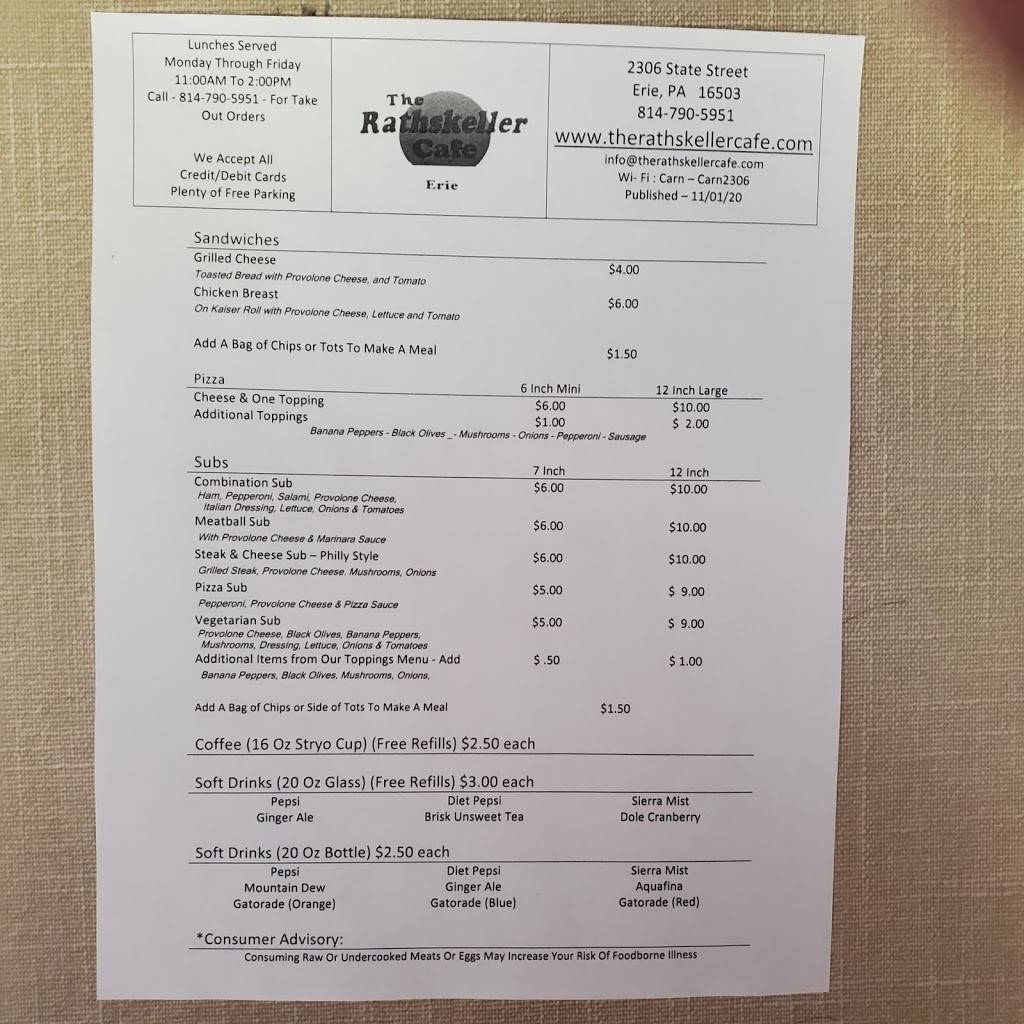 Lunches Served
Monday Through Friday
11:00AM To 2:00PM
Call - 814-790-5951 - For Take
Out Orders
We Accept All
Credit/Debit Cards
Plenty of Free Parking
The
Rathskeller
Cafe
Erie
2306 State Street
Erie, PA 16503
814-790-5951
www.therathskellercafe.com
info@therathskellercafe.com
Wi- Fi : Carn – Carn2306
Published – 11/01/20
Sandwiches
Grilled Cheese $4.00
Toasted Bread with Provolone Cheese, and Tomato
Chicken Breast $6.00
On Kaiser Roll with Provolone Cheese, Lettuce and Tomato
Add A Bag of Chips or Tots To Make A Meal $1.50
Pizza 6 Inch Mini 12 Inch Large
Cheese & One Topping $6.00 $10.00
Additional Toppings $1.00 $ 2.00
Banana Peppers - Black Olives _- Mushrooms - Onions - Pepperoni - Sausage
Subs 7 Inch 12 Inch
Combination Sub $6.00 $10.00
Ham, Pepperoni, Salami, Provolone Cheese,
Italian Dressing, Lettuce, Onions & Tomatoes
Meatball Sub $6.00 $10.00
With Provolone Cheese & Marinara Sauce
Steak & Cheese Sub – Philly Style $6.00 $10.00
Grilled Steak, Provolone Cheese. Mushrooms, Onions
Pizza Sub $5.00 $ 9.00
Pepperoni, Provolone Cheese & Pizza Sauce
Vegetarian Sub $5.00 $ 9.00
Provolone Cheese, Black Olives, Banana Peppers,
Mushrooms, Dressing, Lettuce, Onions & Tomatoes
Additional Items from Our Toppings Menu - Add $ .50 $ 1.00
Banana Peppers, Black Olives, Mushrooms, Onions,
Add A Bag of Chips or Side of Tots To Make A Meal $1.50
Coffee (16 Oz Stryo Cup) (Free Refills) $2.50 each
Soft Drinks (20 Oz Glass) (Free Refills) $3.00 each
Pepsi Diet Pepsi Sierra Mist
Ginger Ale Brisk Unsweet Tea Dole Cranberry
Soft Drinks (20 Oz Bottle) $2.50 each
Pepsi Diet Pepsi Sierra Mist
Mountain Dew Ginger Ale Aquafina
Gatorade (Orange) Gatorade (Blue) Gatorade (Red)
*Consumer Advisory:
Consuming Raw Or Undercooked Meats Or Eggs May Increase Your Risk Of Foodborne Illness